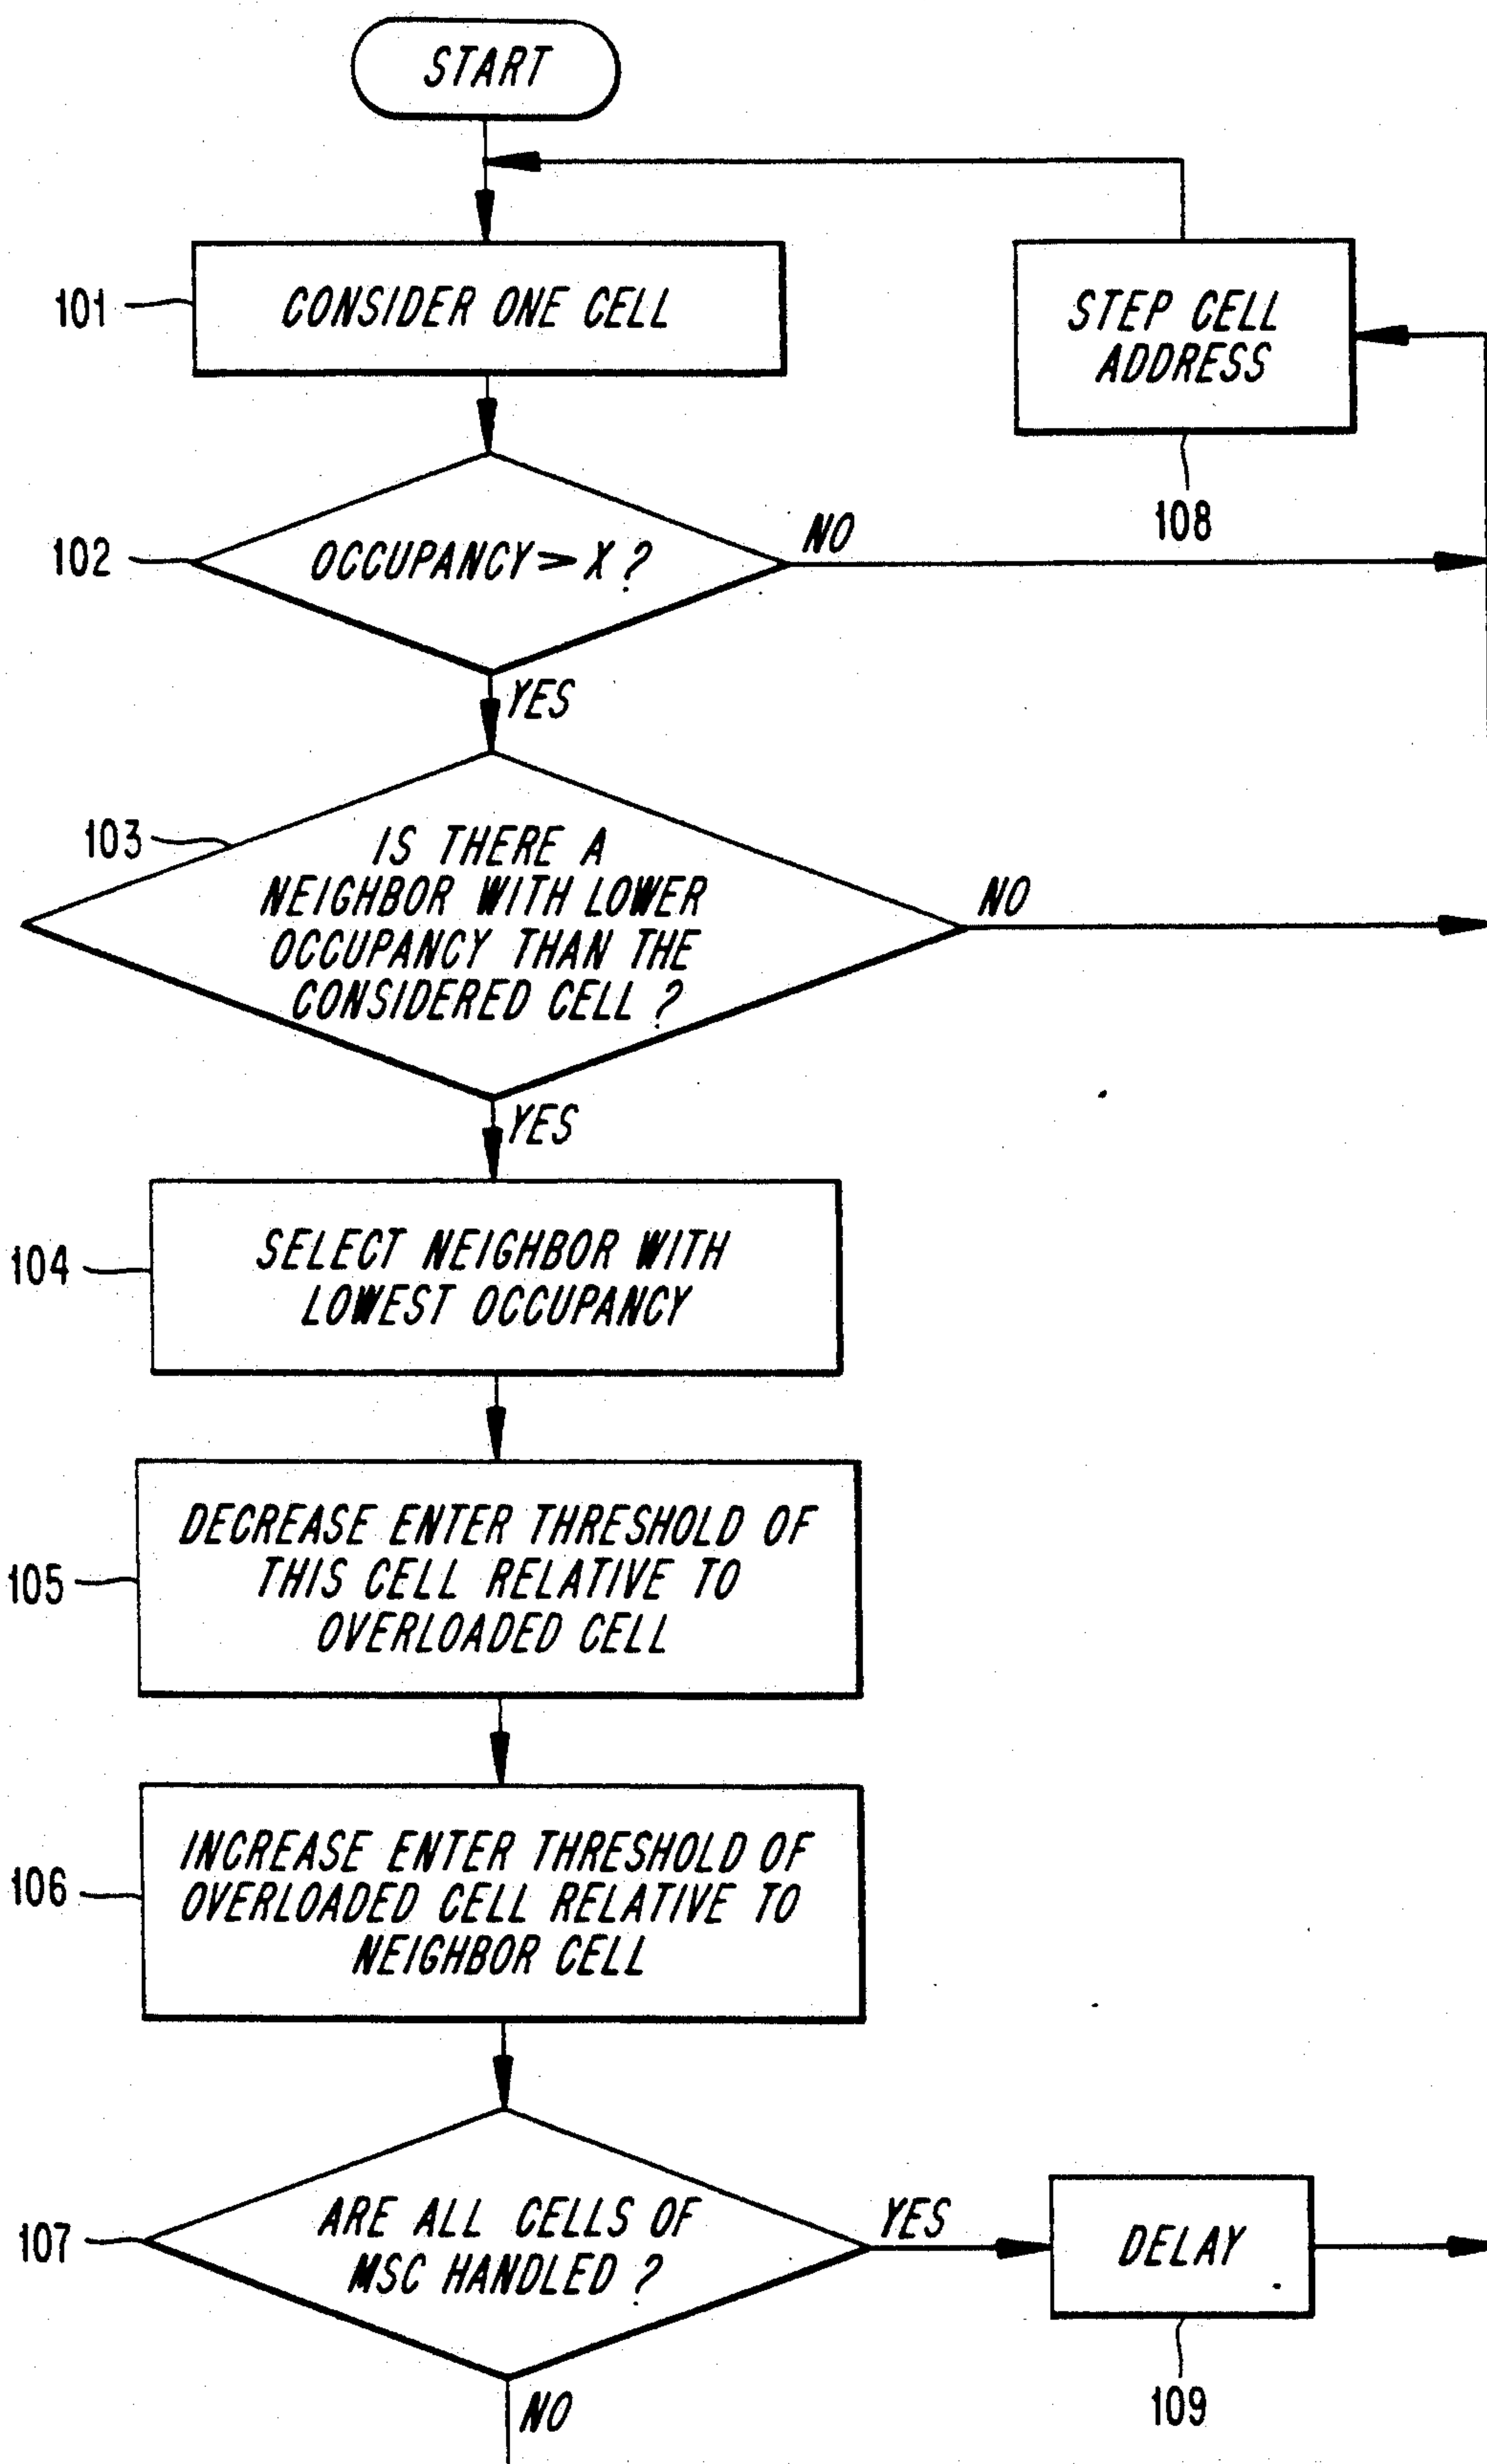 START
101
CONSIDER ONE CELL
STEP CELL
ADDRESS
108
102
OCCUPANCY > X ?
NO
YES
103
IS THERE A
NEIGHBOR WITH LOWER
OCCUPANCY THAN THE
CONSIDERED CELL ?
NO
YES
104
SELECT NEIGHBOR WITH
LOWEST OCCUPANCY
105
DECREASE ENTER THRESHOLD OF
THIS CELL RELATIVE TO
OVERLOADED CELL
106
INCREASE ENTER THRESHOLD OF
OVERLOADED CELL RELATIVE TO
NEIGHBOR CELL
107
ARE ALL CELLS OF
MSC HANDLED ?
YES
DELAY
109
NO